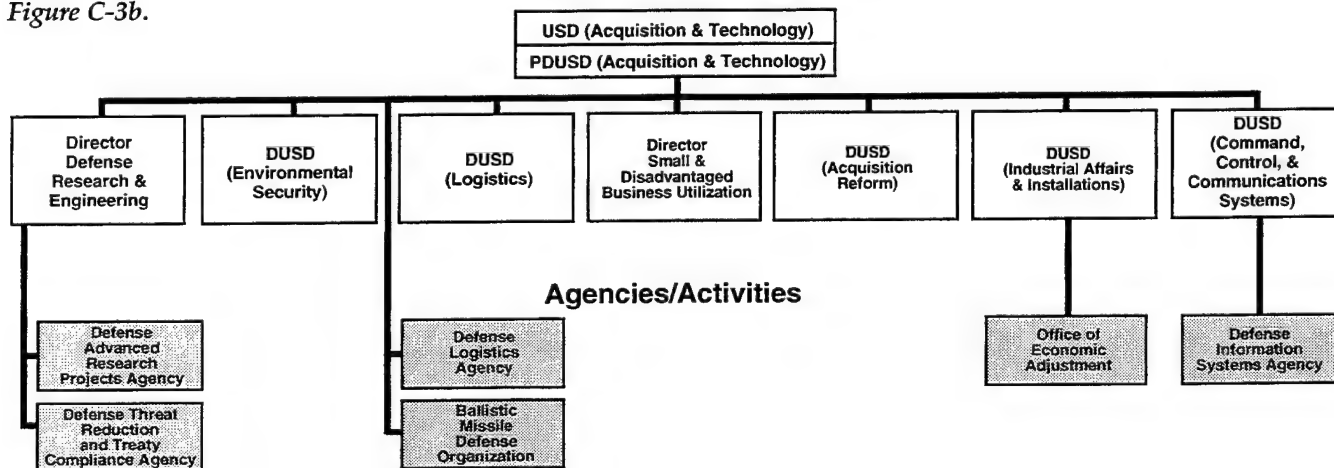 Figure C-3b.
USD (Acquisition & Technology)
PDUSD (Acquisition & Technology)
Director
Defense
Research &
Engineering
DUSD
(Environmental
Security)
DUSD
(Logistics)
Director
Small &
Disadvantaged
Business Utilization
DUSD
(Acquisition
Reform)
DUSD
(Industrial Affairs
& Installations)
DUSD
(Command,
Control, &
Communications
Systems)
Agencies/Activities
Defense
Advanced
Research
Projects Agency
Defense Threat
Reduction
and Treaty
Compliance Agency
Defense
Logistics
Agency
Ballistic
Missile
Defense
Organization
Office of
Economic
Adjustment
Defense
Information
Systems Agency